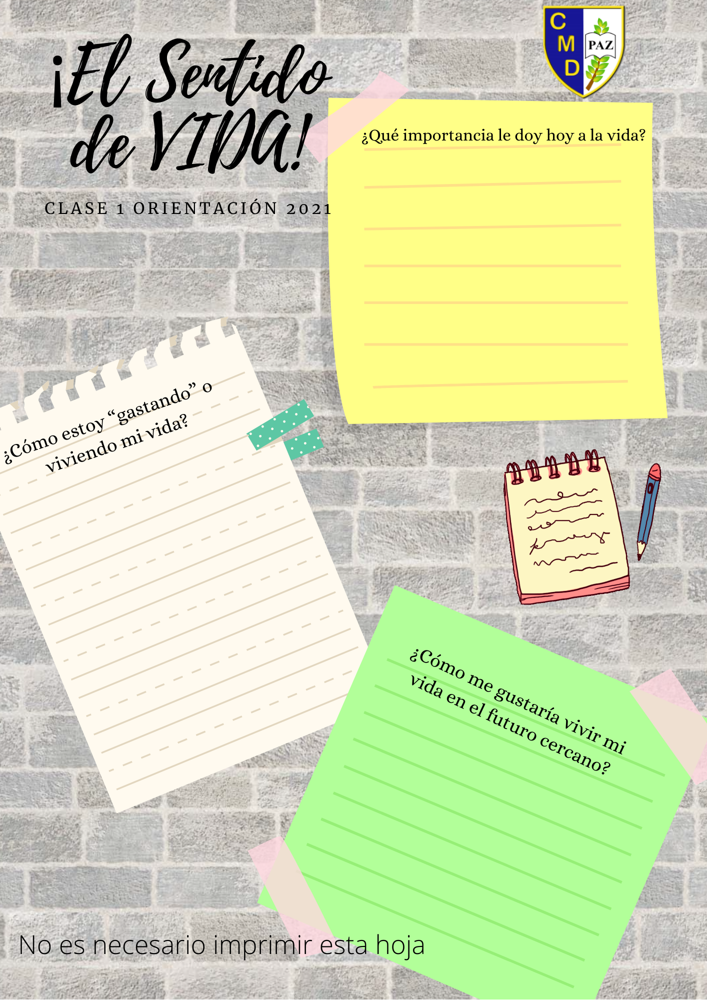 C
M
D
PAZ
¡El Sentido
de VIDA!
CLASE 1 ORIENTACIÓN 2021
¿Qué importancia le doy hoy a la vida?
¿Cómo estoy “gastando” o
viviendo mi vida?
¿Cómo me gustaría vivir mi
vida en el futuro cercano?
No es necesario imprimir esta hoja